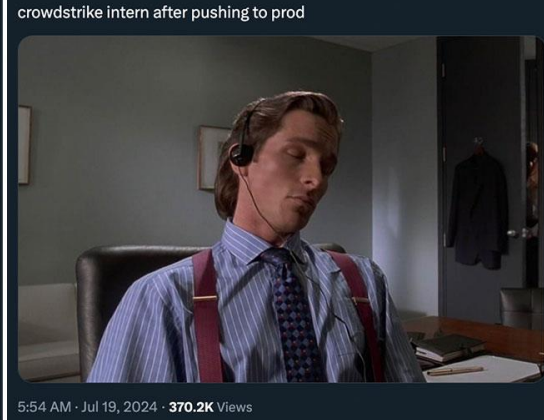 crowdstrike intern after pushing to prod
5:54 AM · Jul 19, 2024 · 370.2K Views